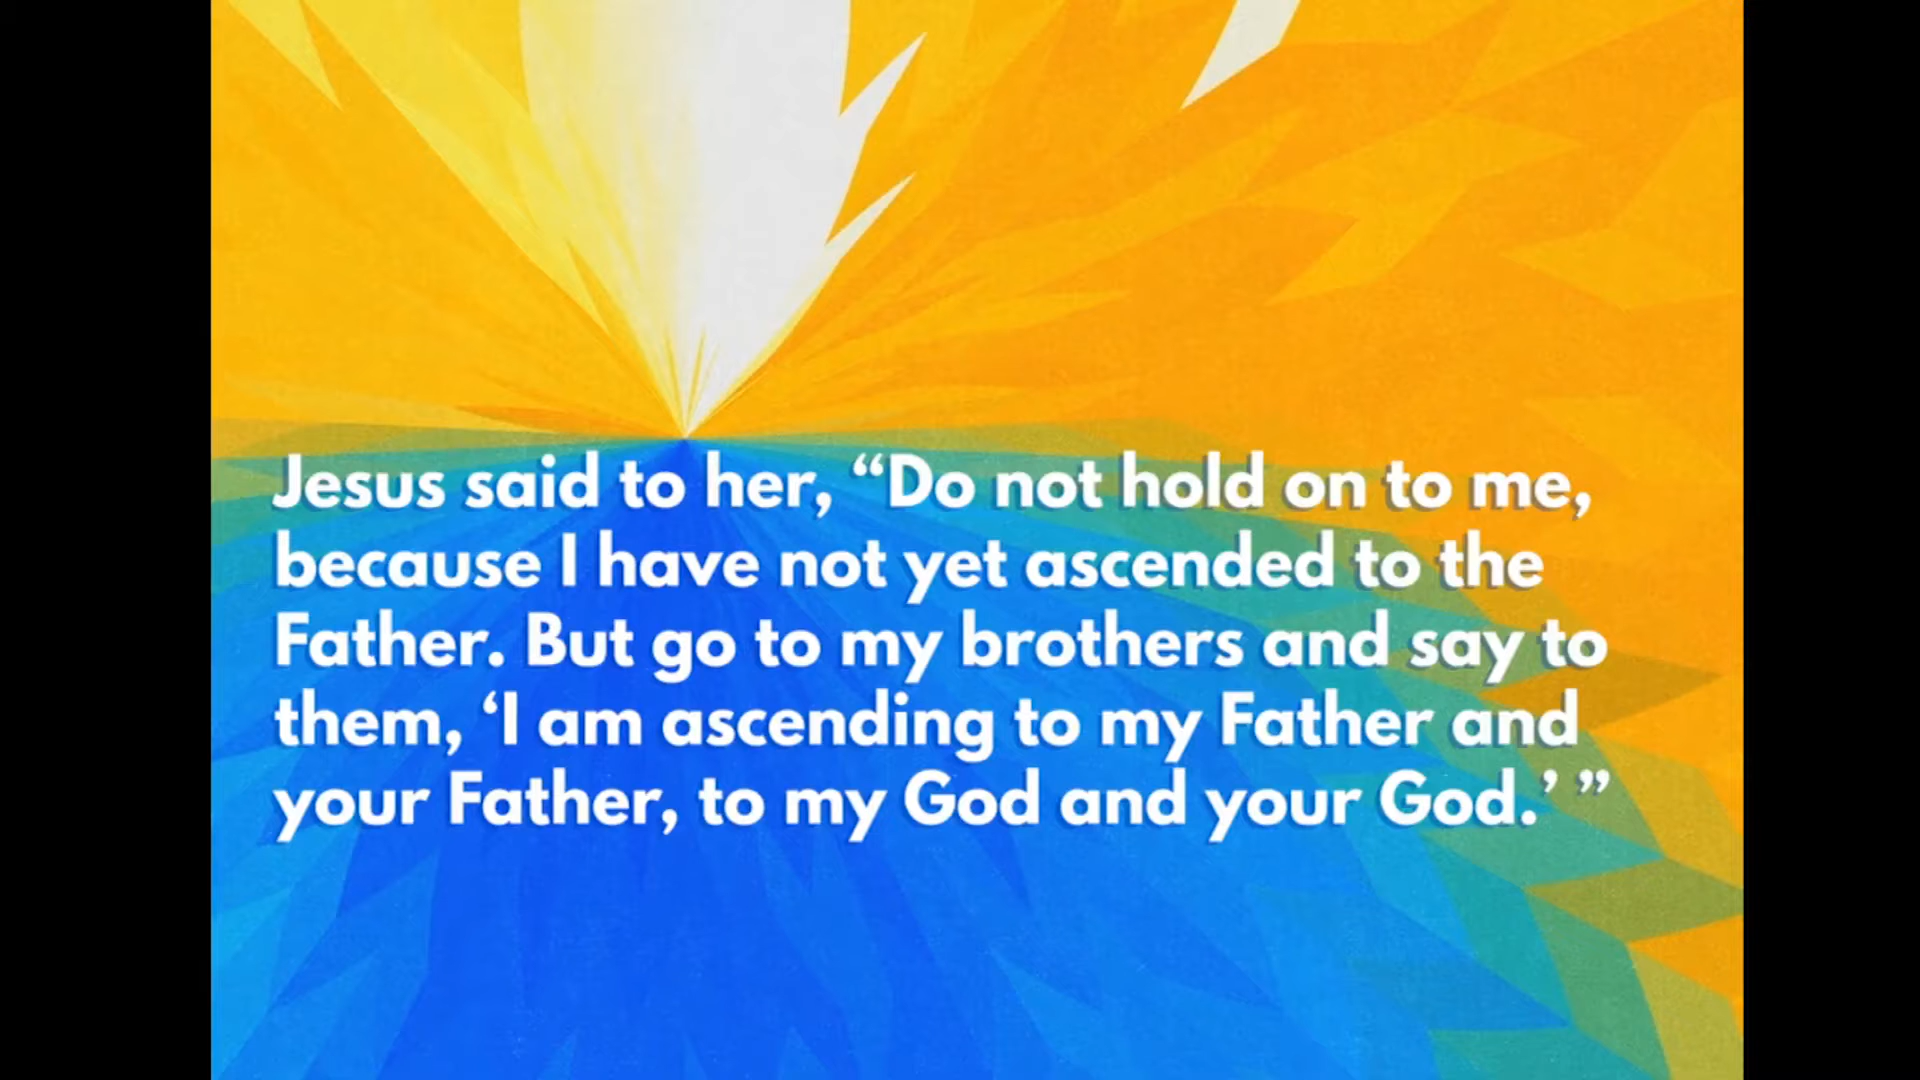 Jesus said to her, “Do not hold on to me,
because I have not yet ascended to the
Father. But go to my brothers and say to
them, ‘I am ascending to my Father and
your Father, to my God and your God.’ ”